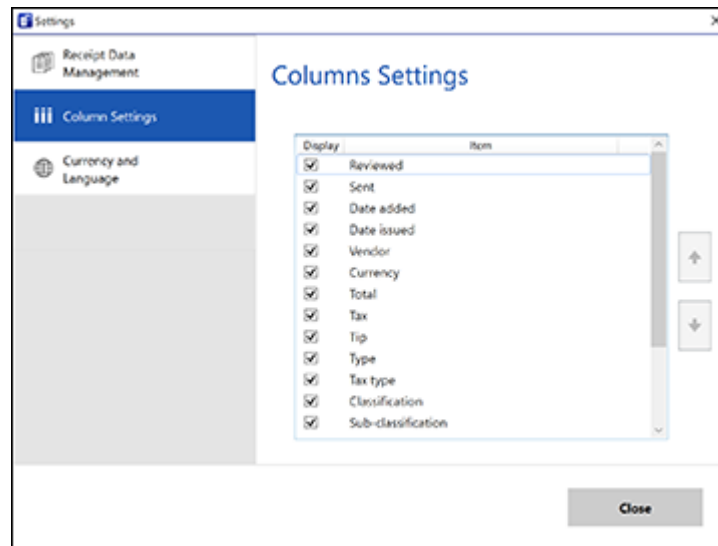 Settings
Receipt Data
Management
Column Settings
Currency and
Language
Columns Settings
Display Item
Reviewed
Sent
Date added
Date issued
Vendor
Currency
Total
Tax
Tip
Type
Tax type
Classification
Sub-classification
Close